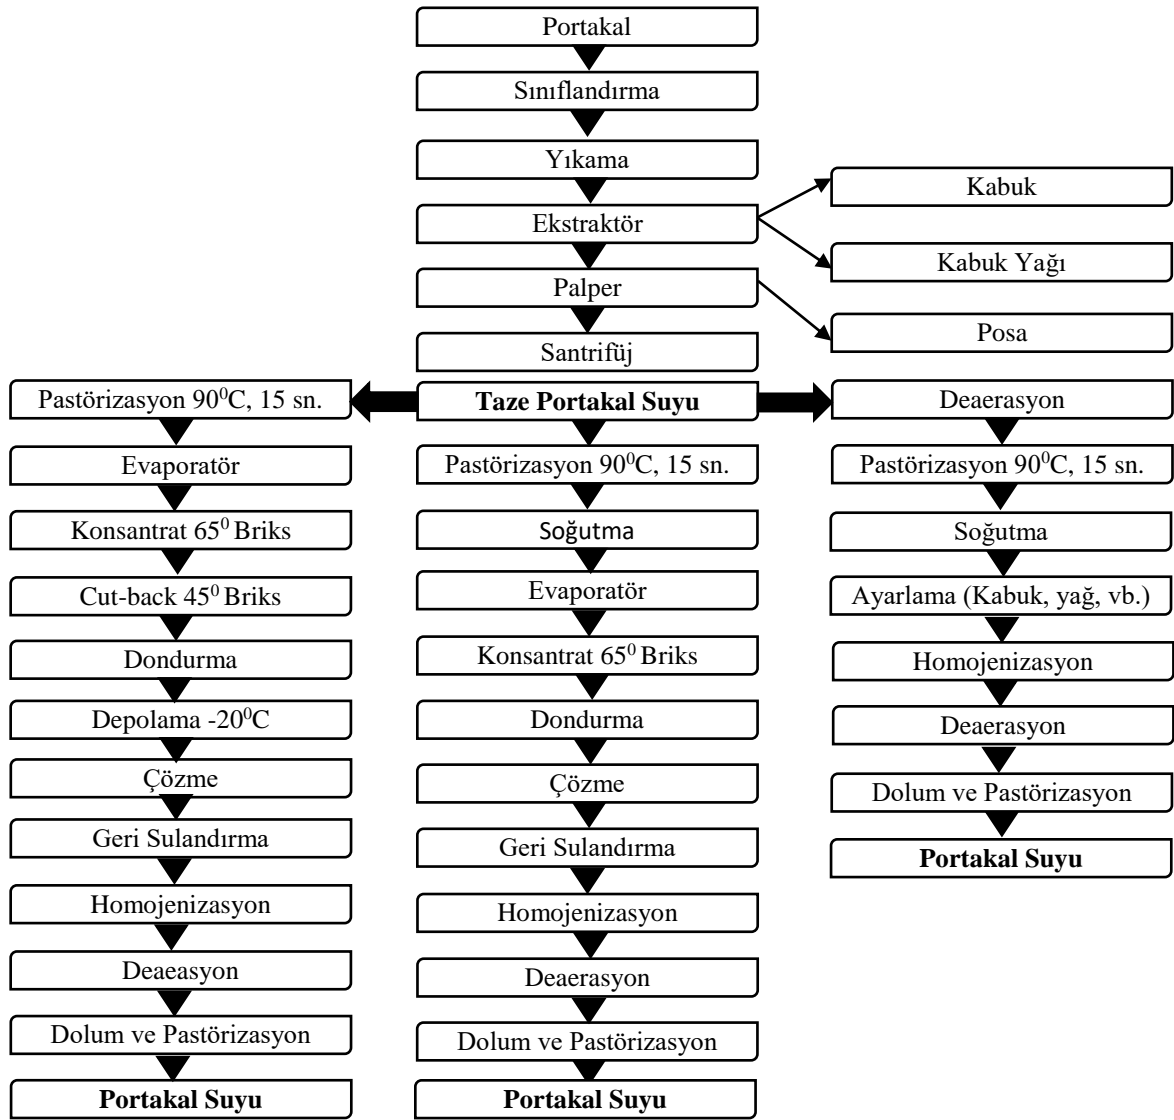 Portakal
Sınıflandırma
Yıkama
Ekstraktör
Kabuk
Kabuk Yağı
Palper
Posa
Santrifüj
Taze Portakal Suyu
Pastörizasyon 90⁰C, 15 sn.
Evaporatör
Konsantrat 65⁰ Briks
Cut-back 45⁰ Briks
Dondurma
Depolama -20⁰C
Çözme
Geri Sulandırma
Homojenizasyon
Deaeasyon
Dolum ve Pastörizasyon
Portakal Suyu
Pastörizasyon 90⁰C, 15 sn.
Soğutma
Evaporatör
Konsantrat 65⁰ Briks
Dondurma
Çözme
Geri Sulandırma
Homojenizasyon
Deaerasyon
Dolum ve Pastörizasyon
Portakal Suyu
Deaerasyon
Pastörizasyon 90⁰C, 15 sn.
Soğutma
Ayarlama (Kabuk, yağ, vb.)
Homojenizasyon
Deaerasyon
Dolum ve Pastörizasyon
Portakal Suyu